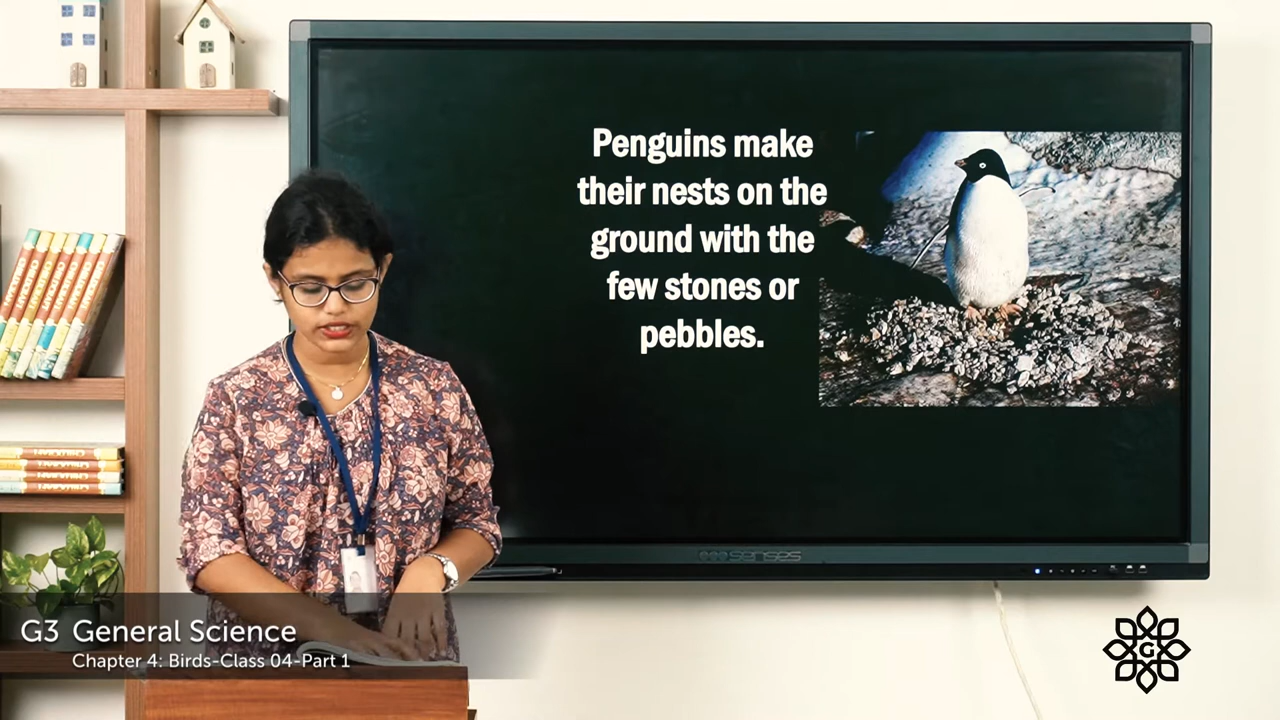 Penguins make
their nests on the
ground with the
few stones or
pebbles.
senses
G3 General Science
Chapter 4: Birds-Class 04-Part 1
G